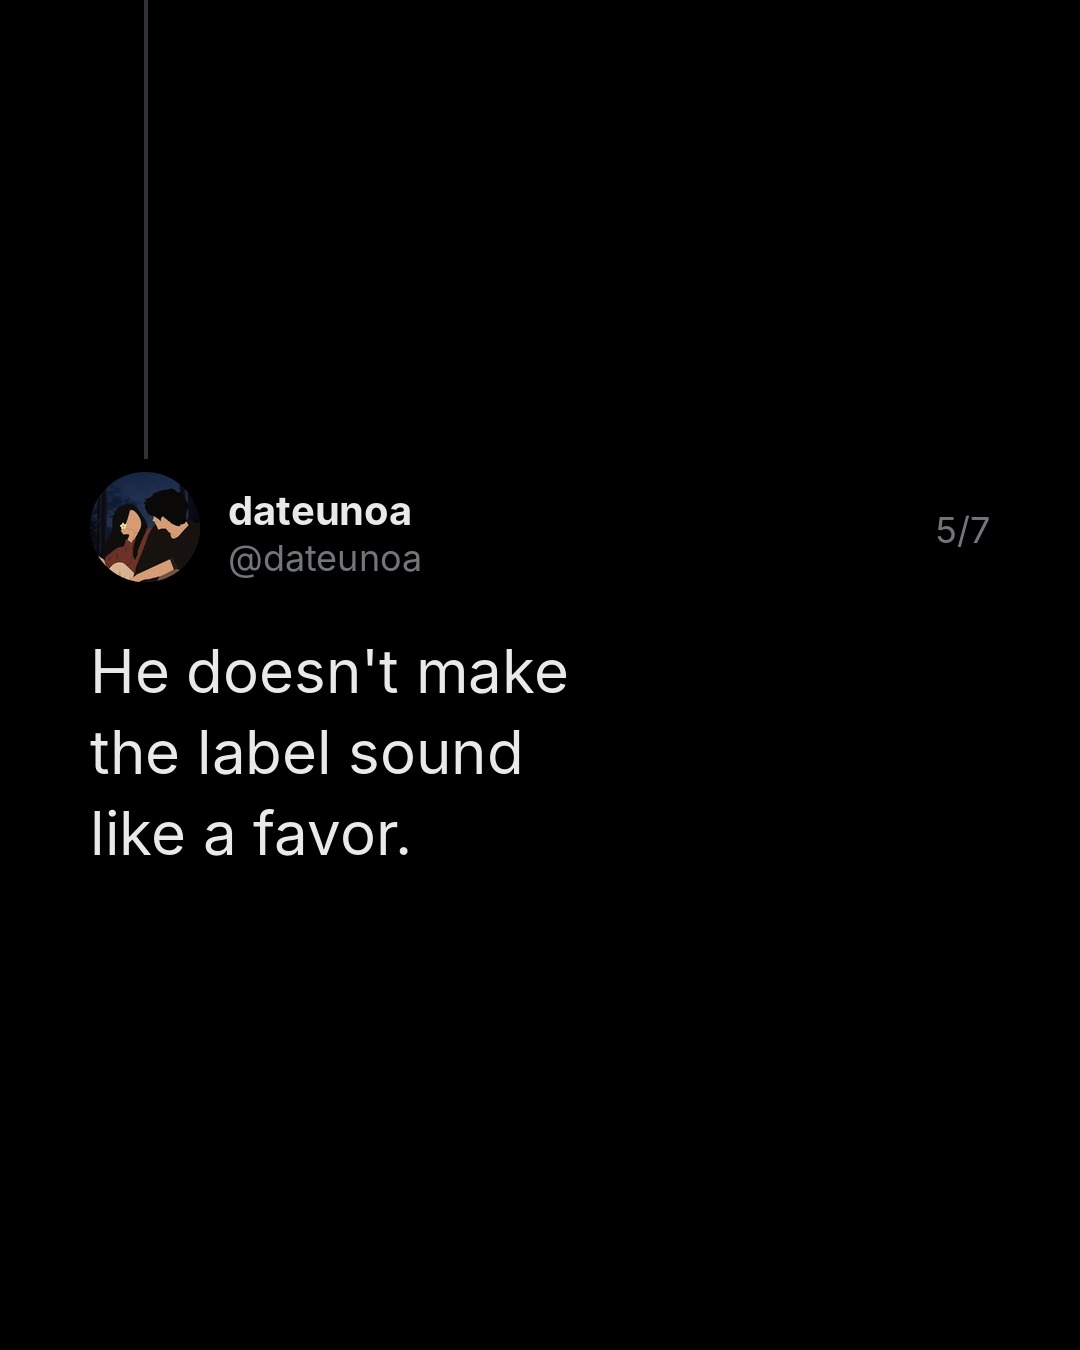 dateunoa
@dateunoa
5/7
He doesn't make
the label sound
like a favor.